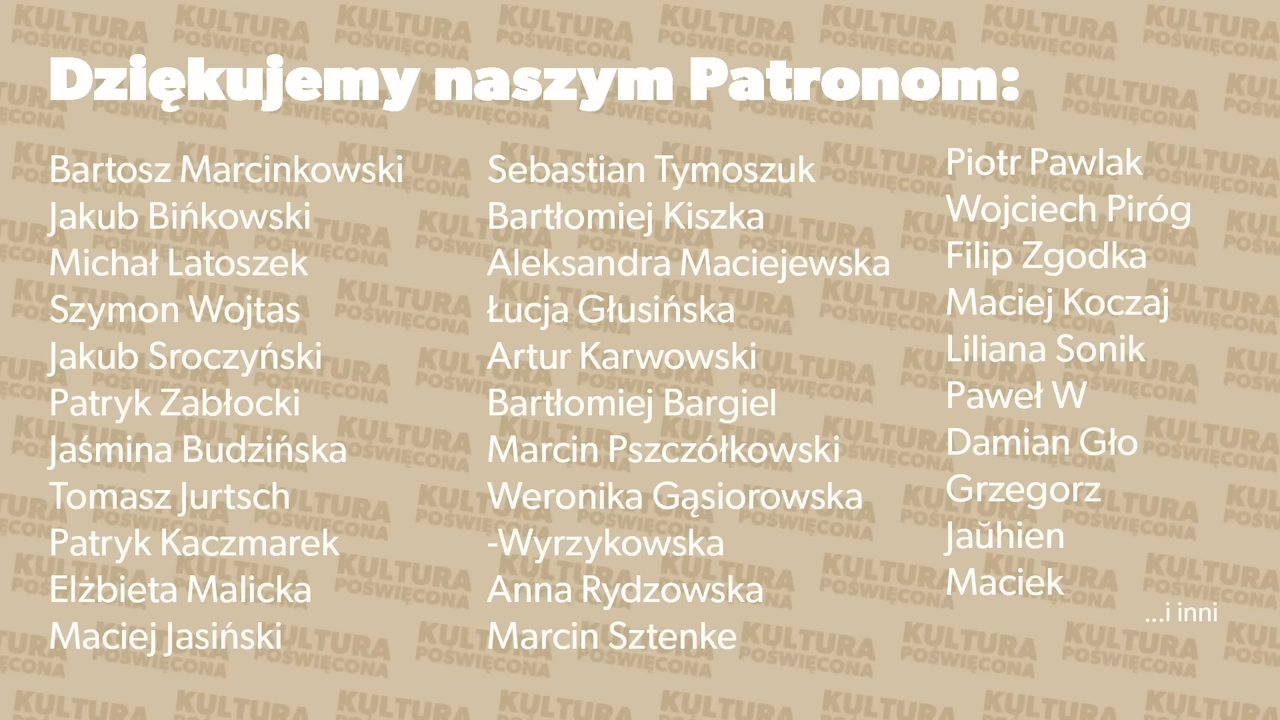 Dziękujemy naszym Patronom:
Bartosz Marcinkowski
Jakub Bińkowski
Michał Latoszek
Szymon Wojtas
Jakub Sroczyński
Patryk Zabłocki
Jaśmina Budzińska
Tomasz Jurtsch
Patryk Kaczmarek
Elżbieta Malicka
Maciej Jasiński
Sebastian Tymoszuk
Bartłomiej Kiszka
Aleksandra Maciejewska
Łucja Głusińska
Artur Karwowski
Bartłomiej Bargiel
Marcin Pszczółkowski
Weronika Gąsiorowska
-Wyrzykowska
Anna Rydzowska
Marcin Sztenke
Piotr Pawlak
Wojciech Piróg
Filip Zgodka
Maciej Koczaj
Liliana Sonik
Paweł W
Damian Gło
Grzegorz
Jaŭhien
Maciek
...i inni
KULTURA
POŚWIĘCONA